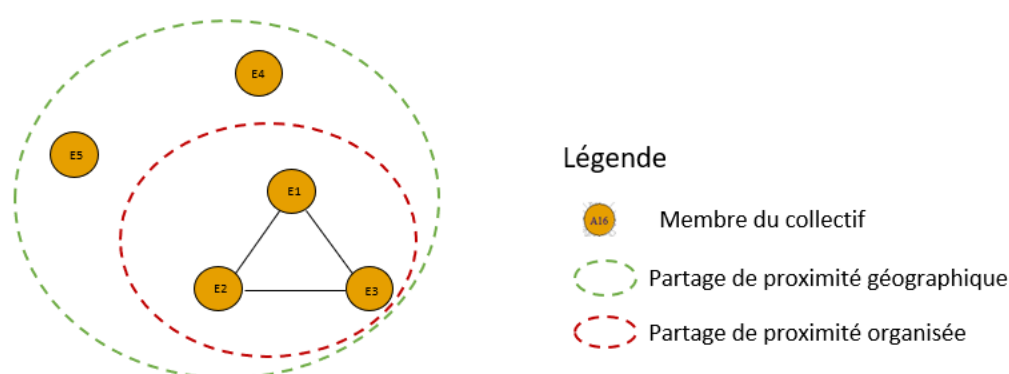 E4
E5
E1
E2
E3
Légende
A16 Membre du collectif
Partage de proximité géographique
Partage de proximité organisée